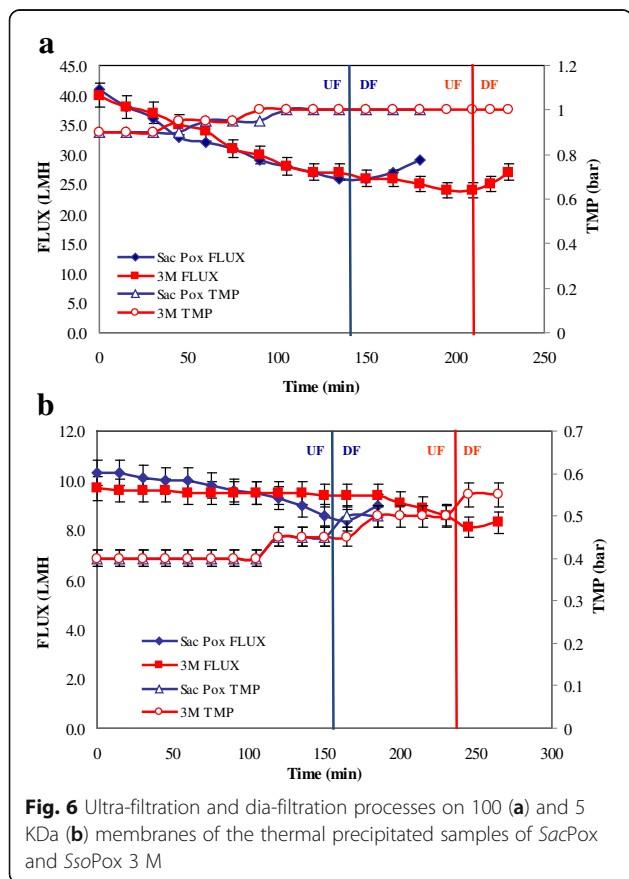 a
45.0
40.0
35.0
30.0
25.0
20.0
15.0
10.0
5.0
0.0
FLUX (LMH
UF DF
UF DF
1.2
1
0.8
0.6
0.4
0.2
0
TMP (bar)
Sac Pox FLUX
3M FLUX
Sac Pox TMP
3M TMP
0 50 100 150 200 250
Time (min)
b
12.0
10.0
8.0
6.0
4.0
2.0
0.0
FLUX (LMH
UF DF
UF DF
0.7
0.6
0.5
0.4
0.3
0.2
0.1
0
TMP (bar)
Sac Pox FLUX
3M FLUX
Sac Pox TMP
3M TMP
0 50 100 150 200 250 300
Time (min)
Fig. 6 Ultra-filtration and dia-filtration processes on 100 (a) and 5
KDa (b) membranes of the thermal precipitated samples of SacPox
and SsoPox 3 M